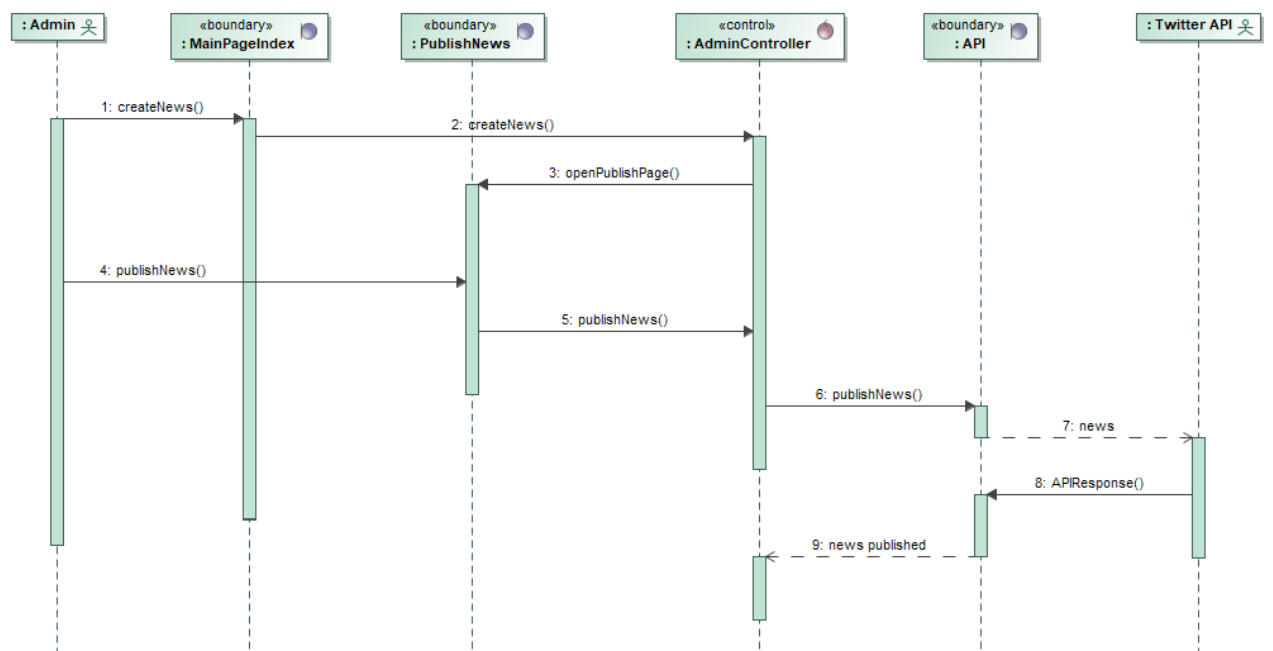 : Admin
«boundary»
: MainPageIndex
«boundary»
: PublishNews
«control»
: AdminController
«boundary»
: API
: Twitter API
1: createNews()
2: createNews()
3: openPublishPage()
4: publishNews()
5: publishNews()
6: publishNews()
7: news
8: APIResponse()
9: news published